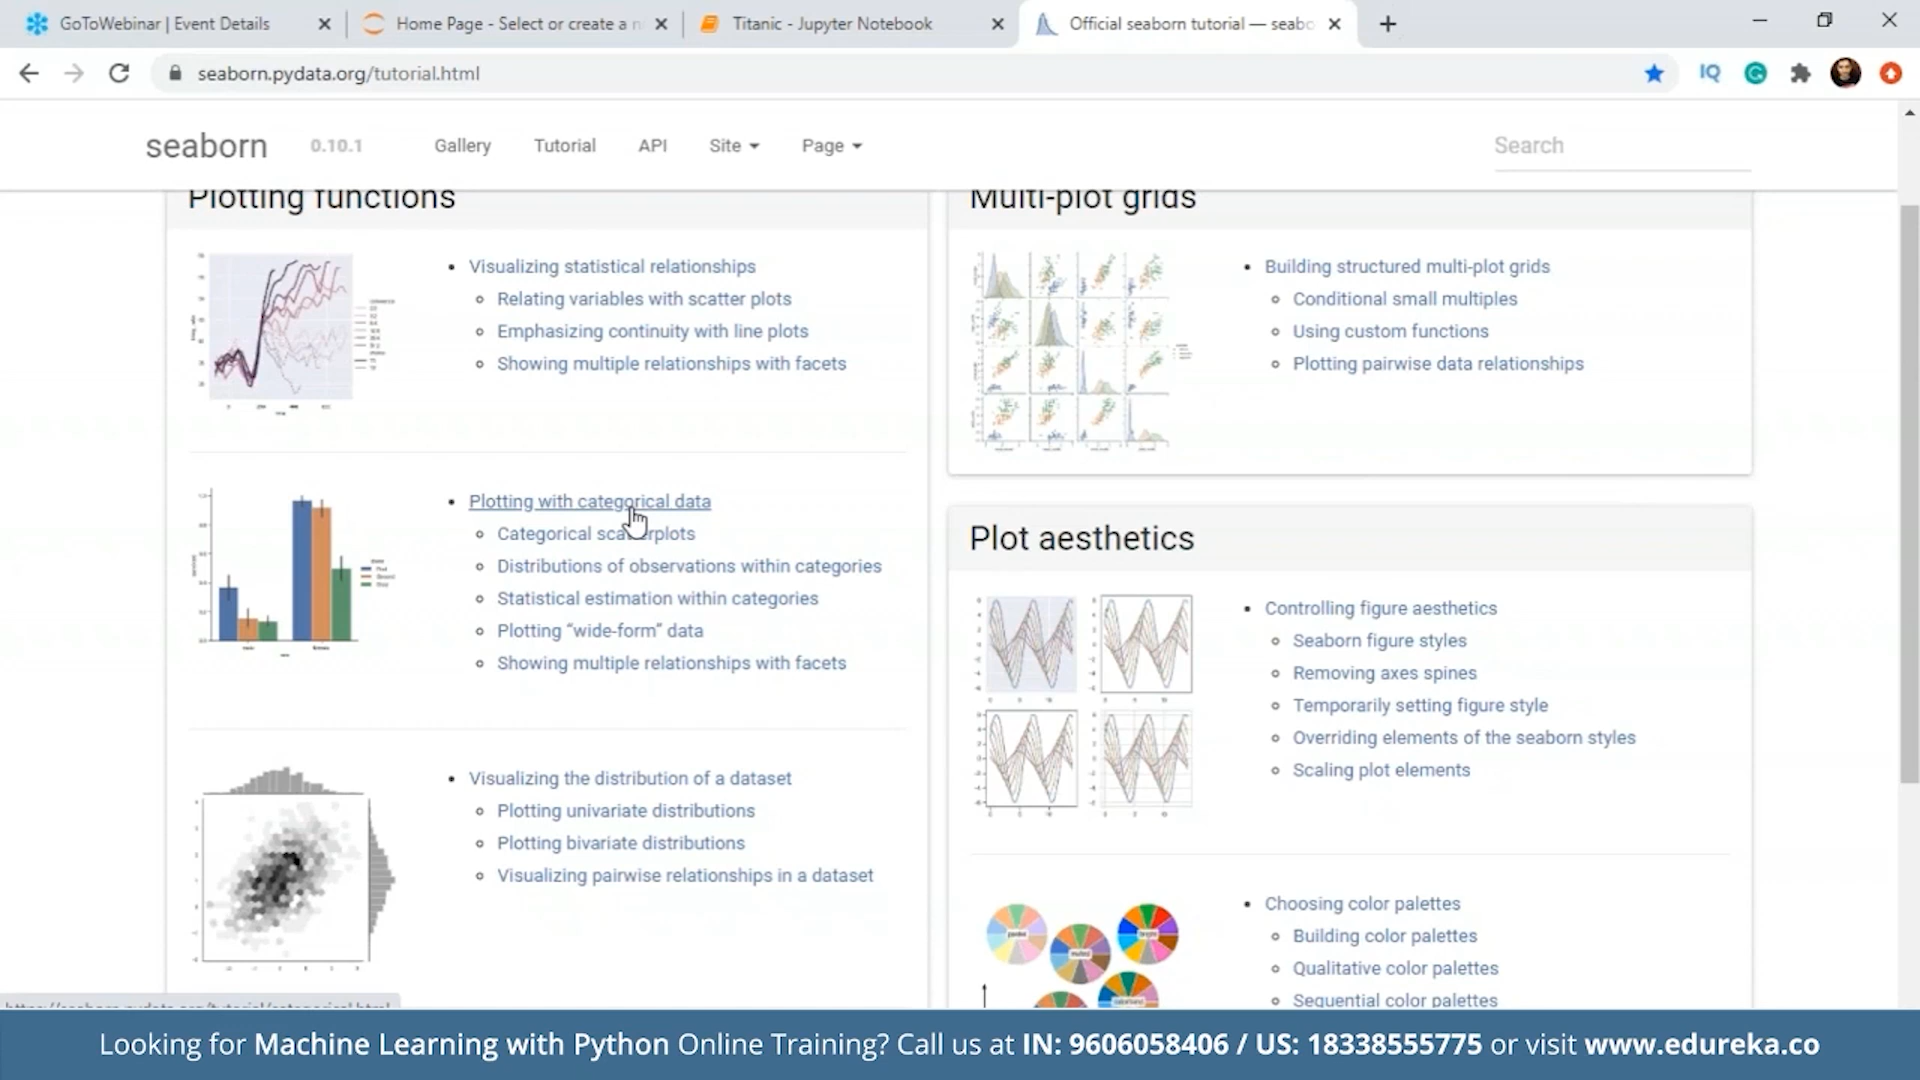 GoToWebinar | Event Details
Home Page - Select or create a n
Titanic - Jupyter Notebook
Official seaborn tutorial — seabo
seaborn.pydata.org/tutorial.html
IQ
seaborn 0.10.1 Gallery Tutorial API Site Page Search
Plotting functions
Visualizing statistical relationships
Relating variables with scatter plots
Emphasizing continuity with line plots
Showing multiple relationships with facets
Plotting with categorical data
Categorical scatterplots
Distributions of observations within categories
Statistical estimation within categories
Plotting “wide-form” data
Showing multiple relationships with facets
Visualizing the distribution of a dataset
Plotting univariate distributions
Plotting bivariate distributions
Visualizing pairwise relationships in a dataset
Multi-plot grids
Building structured multi-plot grids
Conditional small multiples
Using custom functions
Plotting pairwise data relationships
Plot aesthetics
Controlling figure aesthetics
Seaborn figure styles
Removing axes spines
Temporarily setting figure style
Overriding elements of the seaborn styles
Scaling plot elements
Choosing color palettes
Building color palettes
Qualitative color palettes
Sequential color palettes
https://seaborn.pydata.org/tutorial/categorical.html
Looking for Machine Learning with Python Online Training? Call us at IN: 9606058406 / US: 18338555775 or visit www.edureka.co